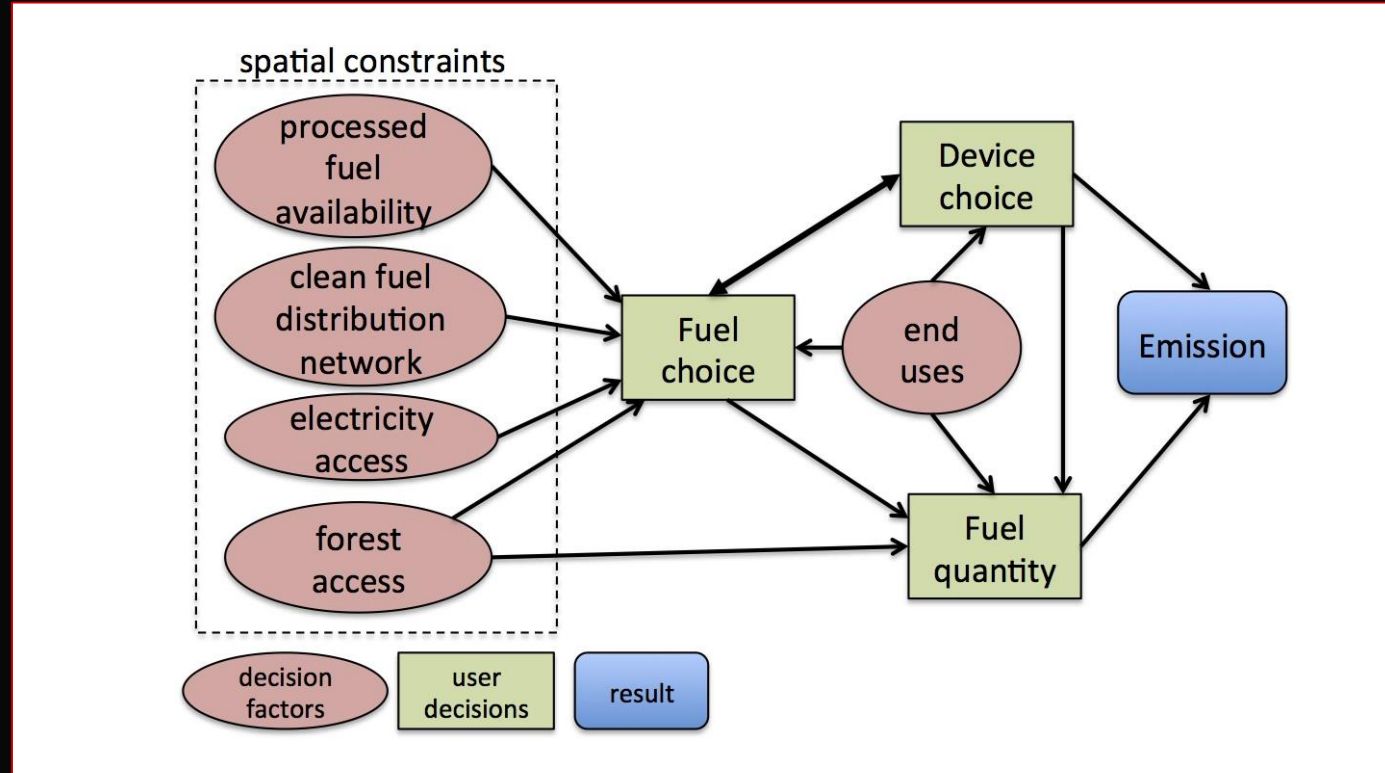 spatial constraints
processed
fuel
availability
clean fuel
distribution
network
electricity
access
forest
access
Fuel
choice
Device
choice
end
uses
Fuel
quantity
Emission
decision
factors
user
decisions
result